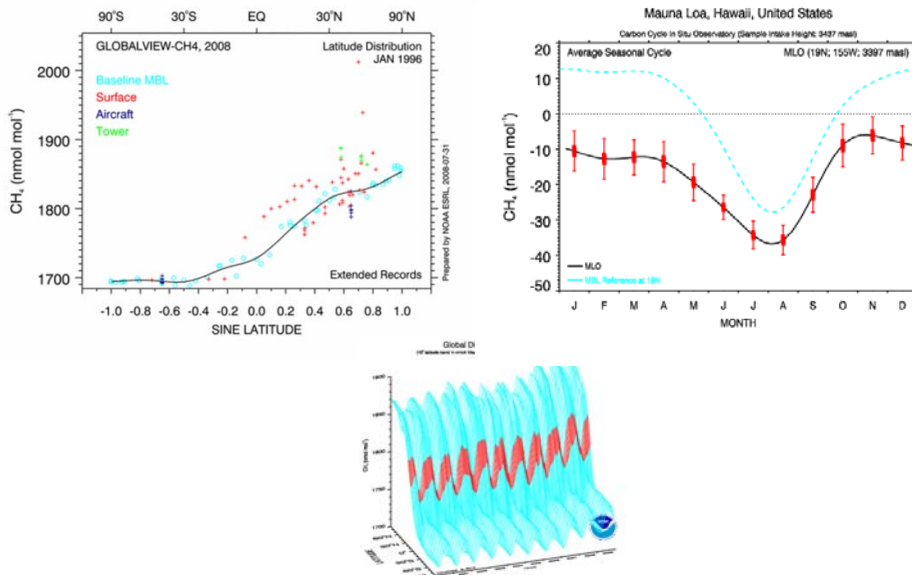 90°S 30°S EQ 30°N 90°N
GLOBALVIEW-CH4, 2008
Latitude Distribution
JAN 1996
Baseline MBL
Surface
Aircraft
Tower
2000
1900
1800
1700
CH₄ (nmol mol⁻¹)
Prepared by NOAA ESRL, 2008-07-31
Extended Records
-1.0 -0.8 -0.6 -0.4 -0.2 0.0 0.2 0.4 0.6 0.8 1.0
SINE LATITUDE
Mauna Loa, Hawaii, United States
Carbon Cycle In Situ Observatory (Sample Intake Height: 3437 masl)
Average Seasonal Cycle
MLO (19N; 155W; 3397 masl)
20
10
0
-10
-20
-30
-40
-50
CH₄ (nmol mol⁻¹)
MLO
MBL Reference at 19N
J F M A M J J A S O N D
MONTH
Global Di
1800
1750
1700